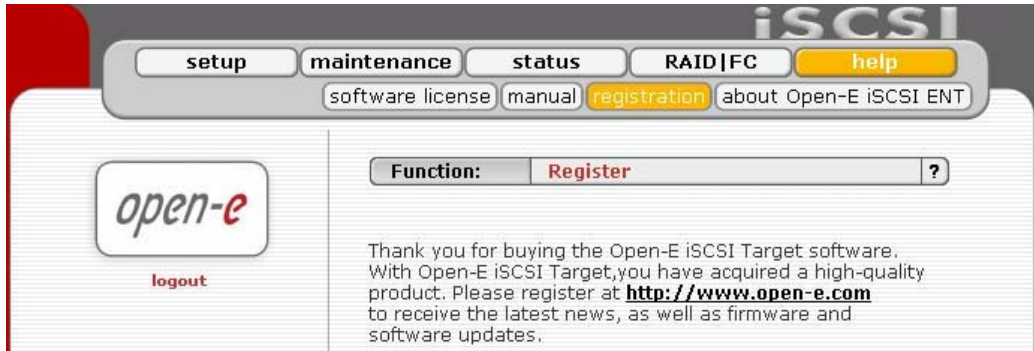 iSCSI
setup maintenance status RAID|FC help
software license manual registration about Open-E iSCSI ENT
Function: Register ?
open-e
logout
Thank you for buying the Open-E iSCSI Target software.
With Open-E iSCSI Target,you have acquired a high-quality
product. Please register at http://www.open-e.com
to receive the latest news, as well as firmware and
software updates.